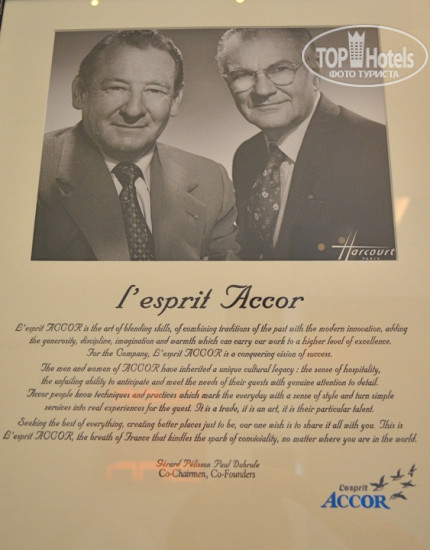 TOPHotels
ФОТО ТУРИСТА
Harcourt
PARIS
l'esprit Accor
L'esprit ACCOR is the art of blending skills, of combining traditions of the past with the modern innovation, adding
the generosity, discipline, imagination and warmth which can carry our work to a higher level of excellence.
For the Company, L'esprit ACCOR is a conquering vision of success.
The men and women of ACCOR have inherited a unique cultural legacy : the sense of hospitality,
the unfailing ability to anticipate and meet the needs of their guests with genuine attention to detail.
Accor people know techniques and practices which mark the everyday with a sense of style and turn simple
services into real experiences for the guest. It is a trade, it is an art, it is their particular talent.
Seeking the best of everything, creating better places just to be, our one wish is to share it all with you. This is
L'esprit ACCOR, the breath of France that kindles the spark of conviviality, no matter where you are in the world.
Gérard Pélisson Paul Dubrule
Co-Chairmen, Co-Founders
L'esprit
ACCOR